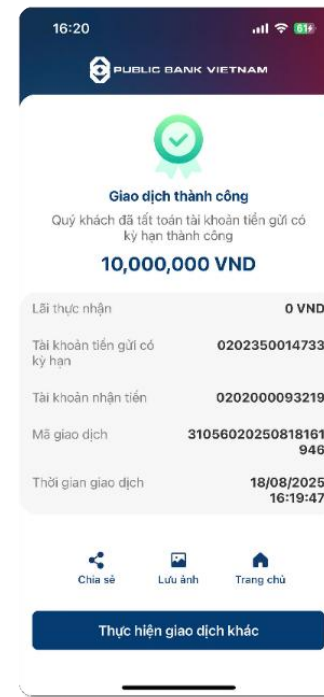 16:20
61
PUBLIC BANK VIETNAM
Giao dịch thành công
Quý khách đã tất toán tài khoản tiền gửi có
kỳ hạn thành công
10,000,000 VND
Lãi thực nhận 0 VND
Tài khoản tiền gửi có 0202350014733
kỳ hạn
Tài khoản nhận tiền 0202000093219
Mã giao dịch 31056020250818161
946
Thời gian giao dịch 18/08/2025
16:19:47
Chia sẻ Lưu ảnh Trang chủ
Thực hiện giao dịch khác